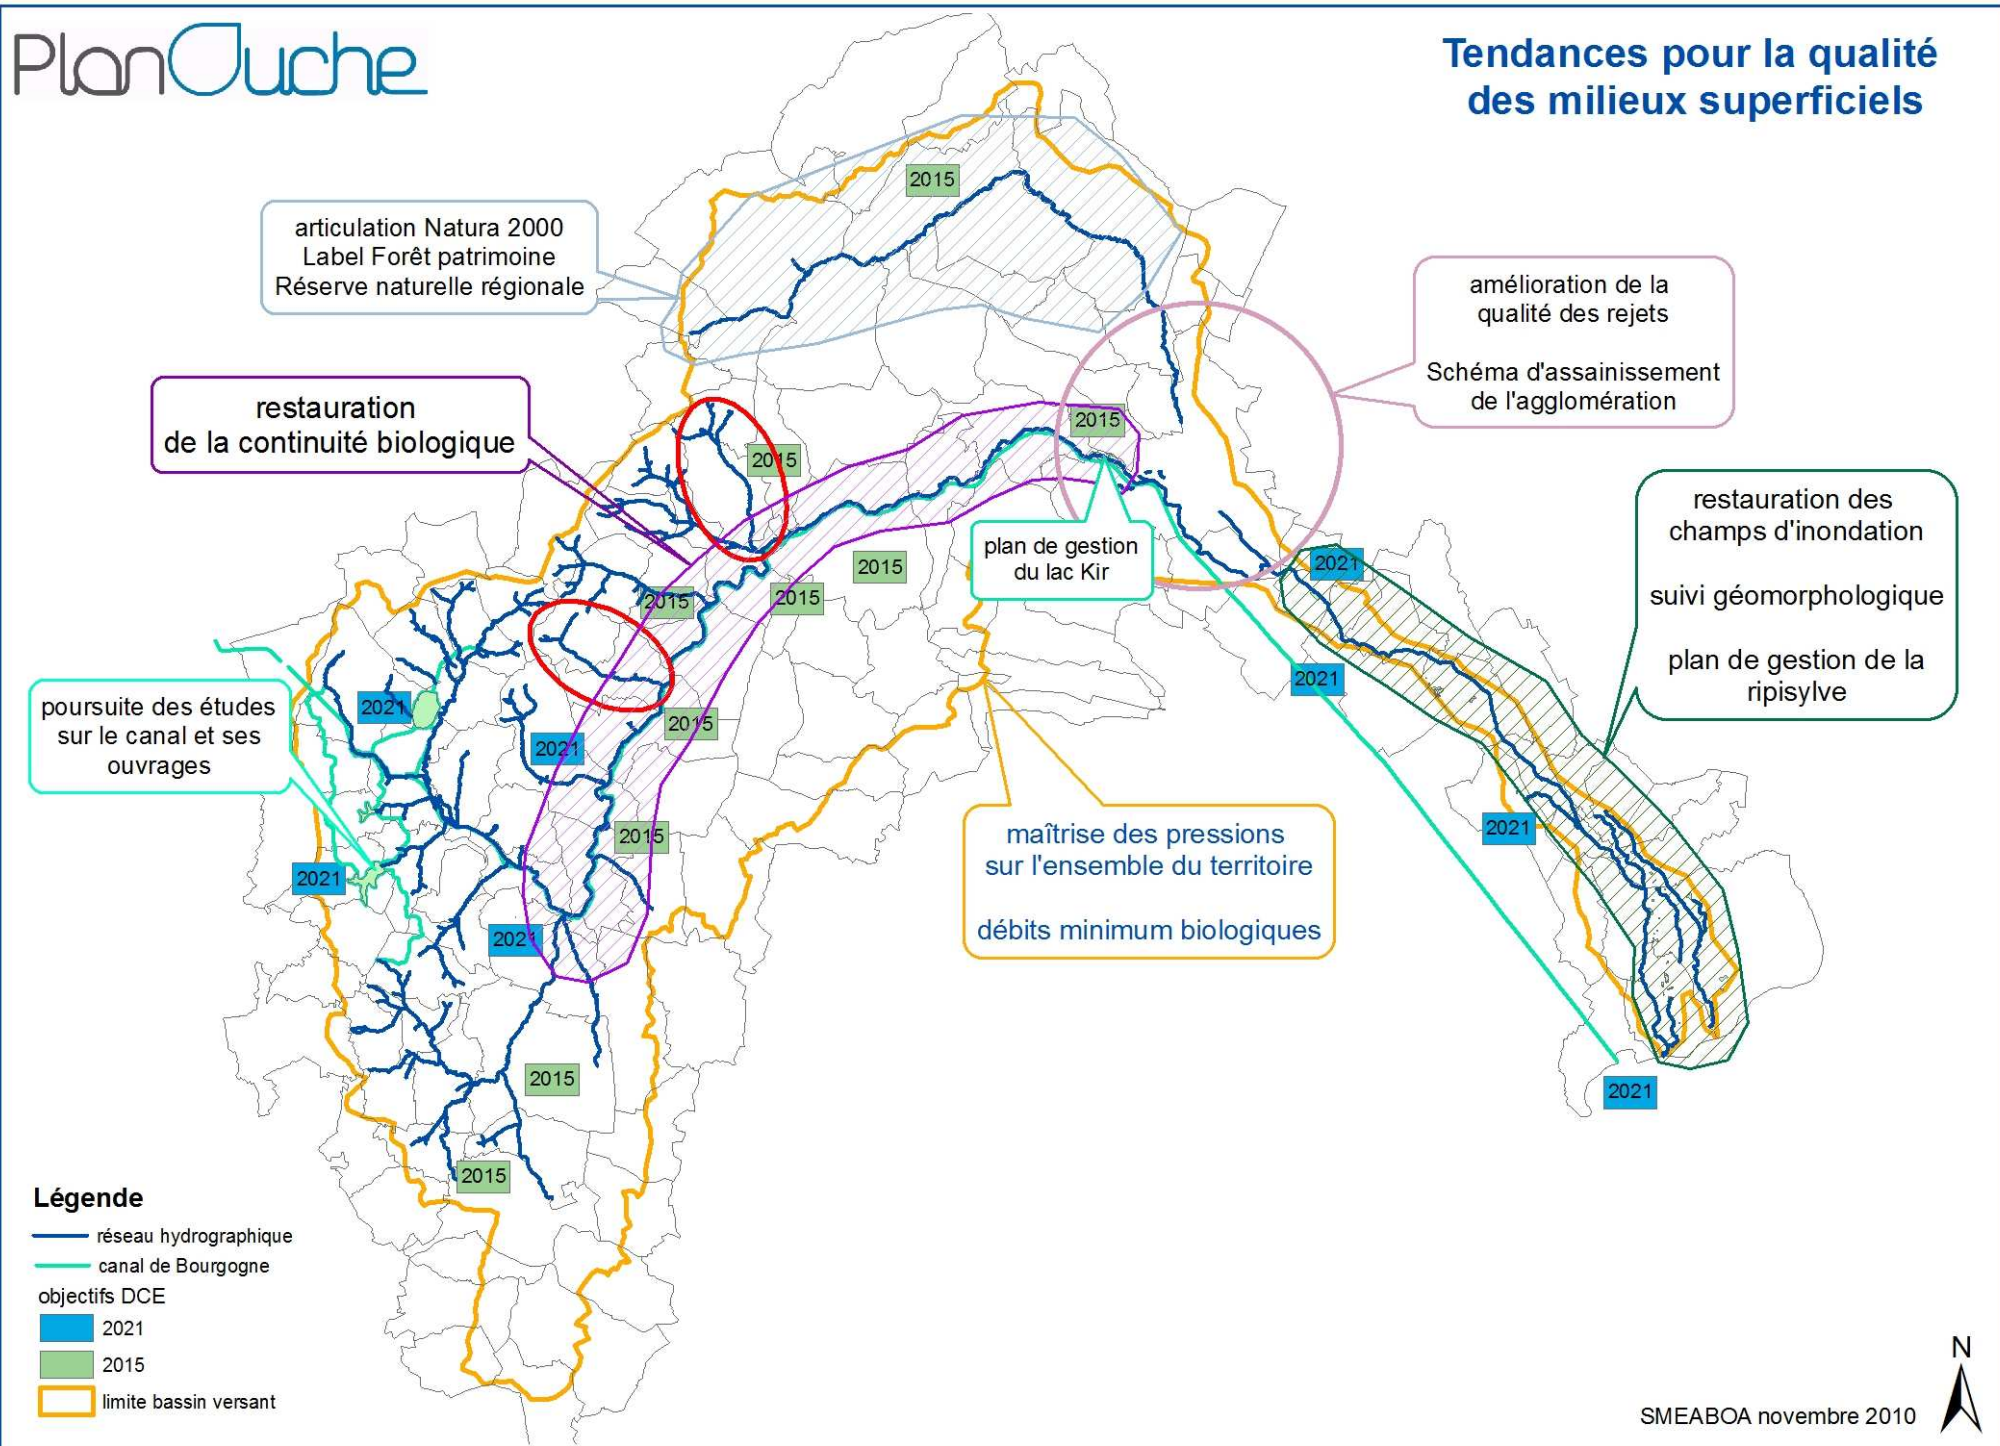 PlanOuche
Tendances pour la qualité
des milieux superficiels
2015
articulation Natura 2000
Label Forêt patrimoine
Réserve naturelle régionale
amélioration de la
qualité des rejets
Schéma d'assainissement
de l'agglomération
restauration
de la continuité biologique
2015
2015
restauration des
champs d'inondation
suivi géomorphologique
plan de gestion de la
ripisylve
plan de gestion
du lac Kir
2015
2021
2015
2015
2021
poursuite des études
sur le canal et ses
ouvrages
2021
2015
2021
2015
2021
maîtrise des pressions
sur l'ensemble du territoire
débits minimum biologiques
2021
2021
2015
2021
2015
Légende
réseau hydrographique
canal de Bourgogne
objectifs DCE
2021
2015
limite bassin versant
N
SMEABOA novembre 2010